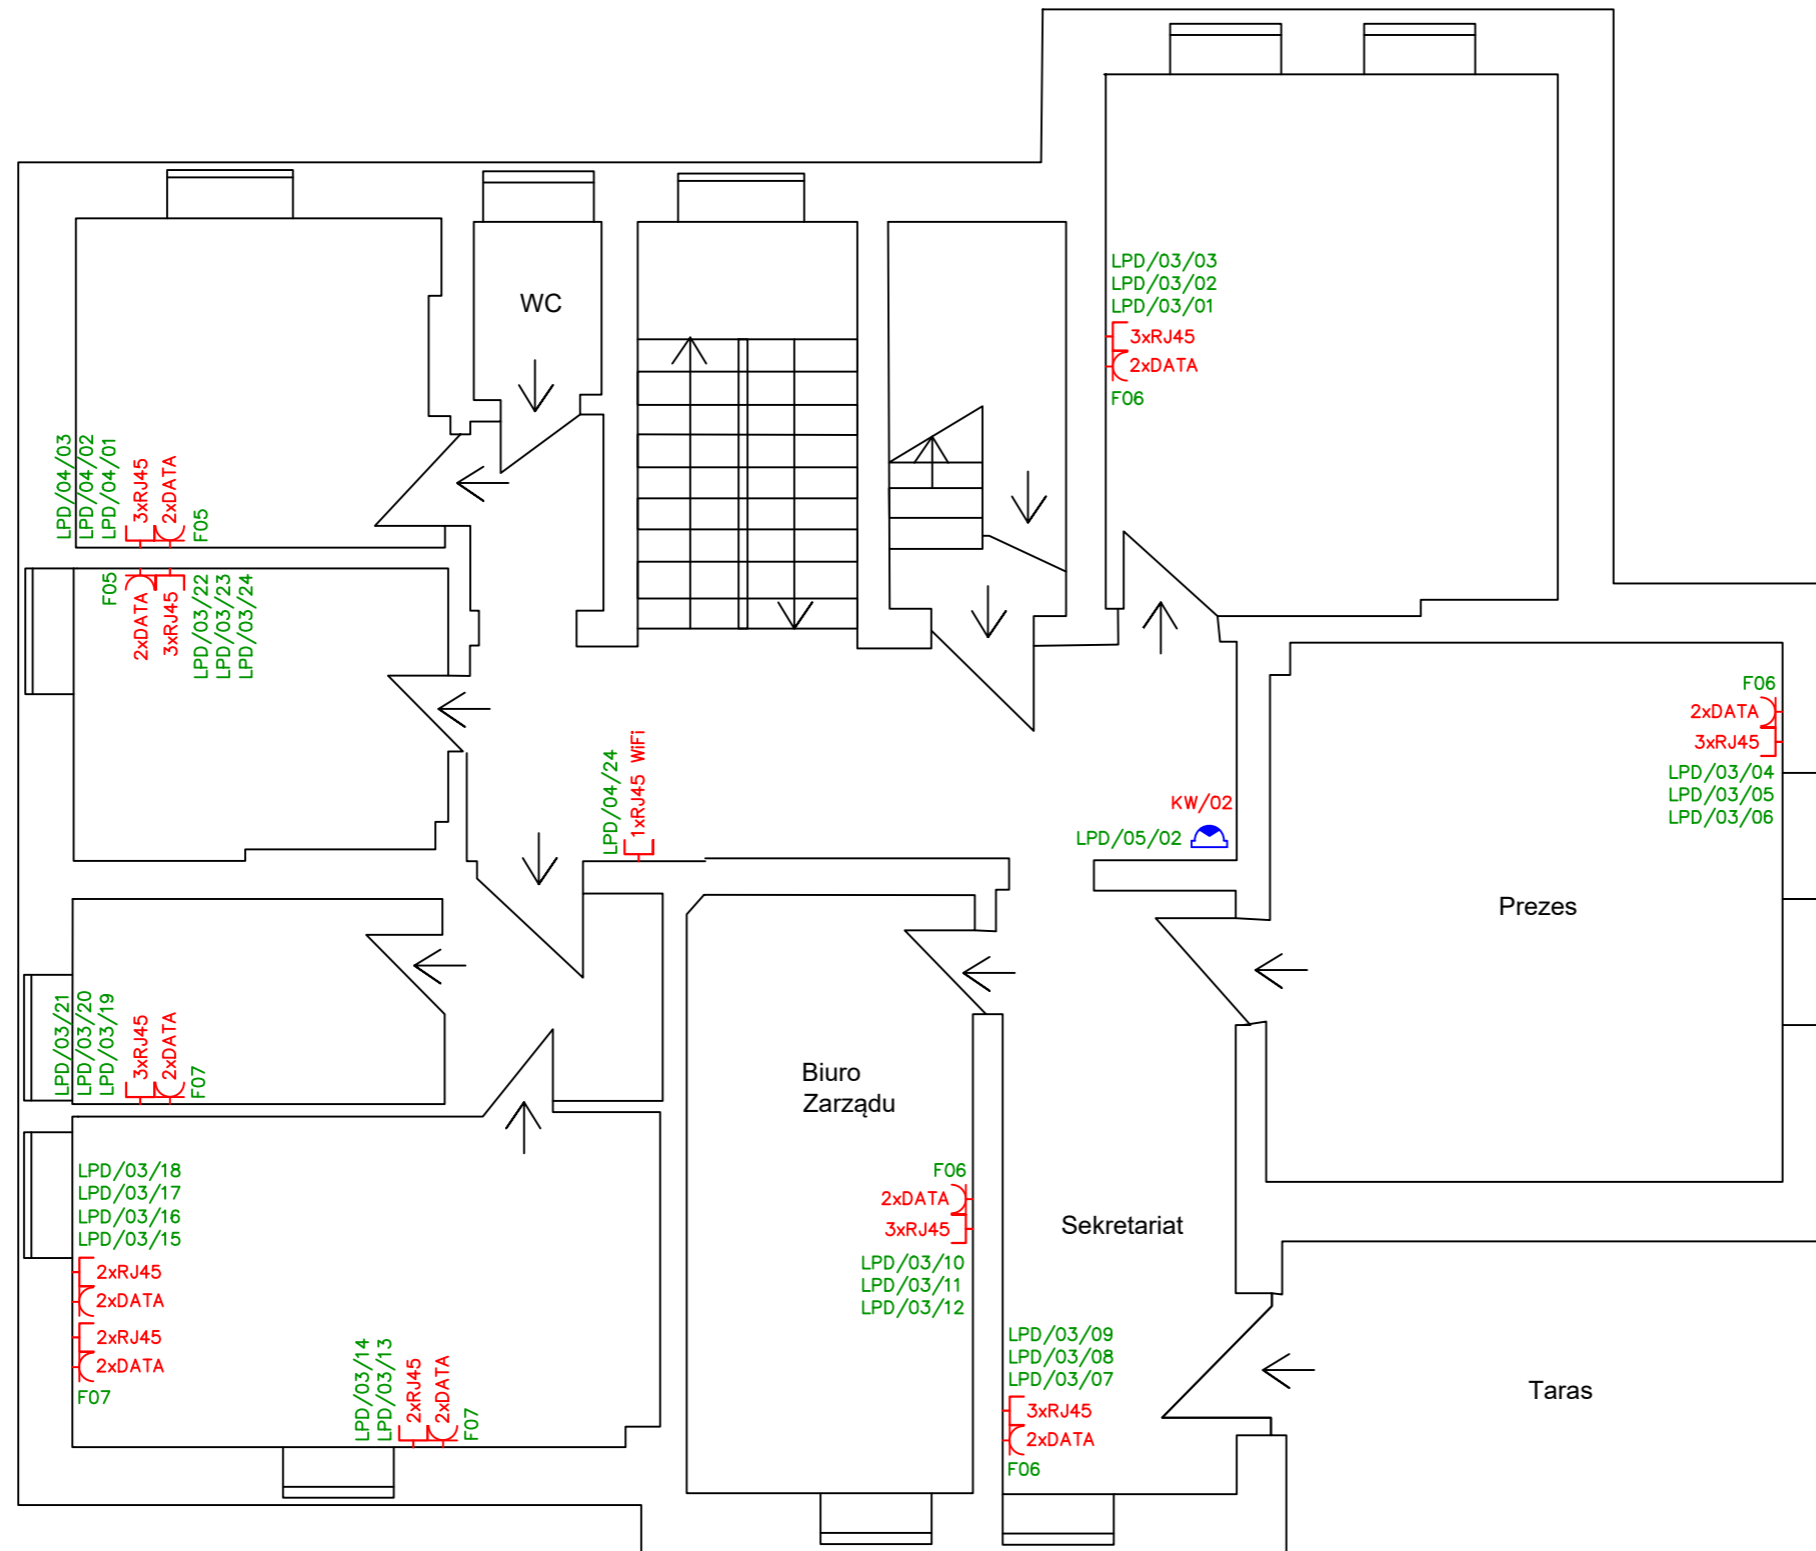 WC
LPD/03/03
LPD/03/02
LPD/03/01
3xRJ45
2xDATA
F06
LPD/04/03
LPD/04/02
LPD/04/01
3xRJ45
2xDATA
F05
F05
2xDATA
3xRJ45
LPD/03/22
LPD/03/23
LPD/03/24
F06
2xDATA
3xRJ45
LPD/03/04
LPD/03/05
LPD/03/06
LPD/04/24
1xRJ45 WiFi
KW/02
LPD/05/02
Prezes
LPD/03/21
LPD/03/20
LPD/03/19
3xRJ45
2xDATA
F07
Biuro
Zarządu
LPD/03/18
LPD/03/17
LPD/03/16
LPD/03/15
2xRJ45
2xDATA
2xRJ45
2xDATA
F07
LPD/03/14
LPD/03/13
2xRJ45
2xDATA
F07
F06
2xDATA
3xRJ45
LPD/03/10
LPD/03/11
LPD/03/12
Sekretariat
LPD/03/09
LPD/03/08
LPD/03/07
3xRJ45
2xDATA
F06
Taras